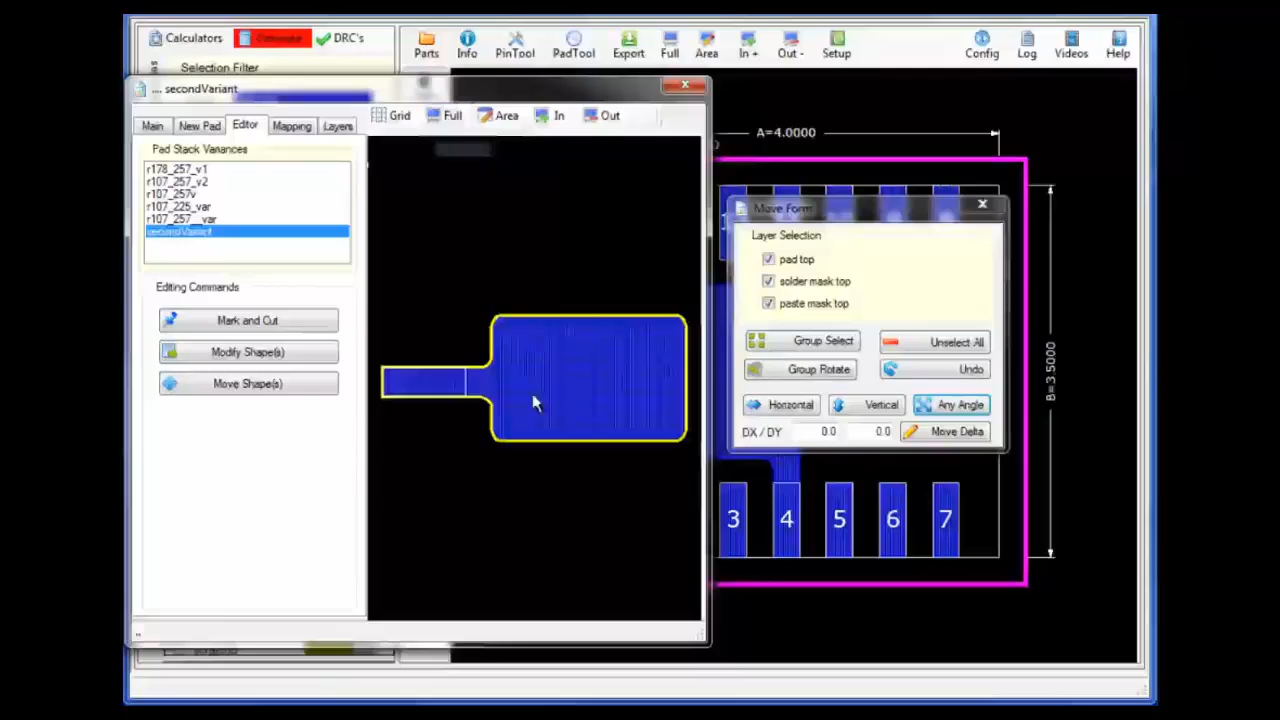 Calculators
DRC's
Parts Info PinTool PadTool Export Full Area In + Out - Setup Config Log Videos Help
Selection Filter
.... secondVariant
Main New Pad Editor Mapping Layers
Grid Full Area In Out
Pad Stack Variances
r178_257_v1
r107_257_v2
r107_257v
r107_225_var
r107_257__var
secondVariant
Editing Commands
Mark and Cut
Modify Shape(s)
Move Shape(s)
A=4.0000
B=3.5000
Move Form
Layer Selection
pad top
solder mask top
paste mask top
Group Select Unselect All
Group Rotate Undo
Horizontal Vertical Any Angle
DX / DY 0.0 0.0 Move Delta
3 4 5 6 7